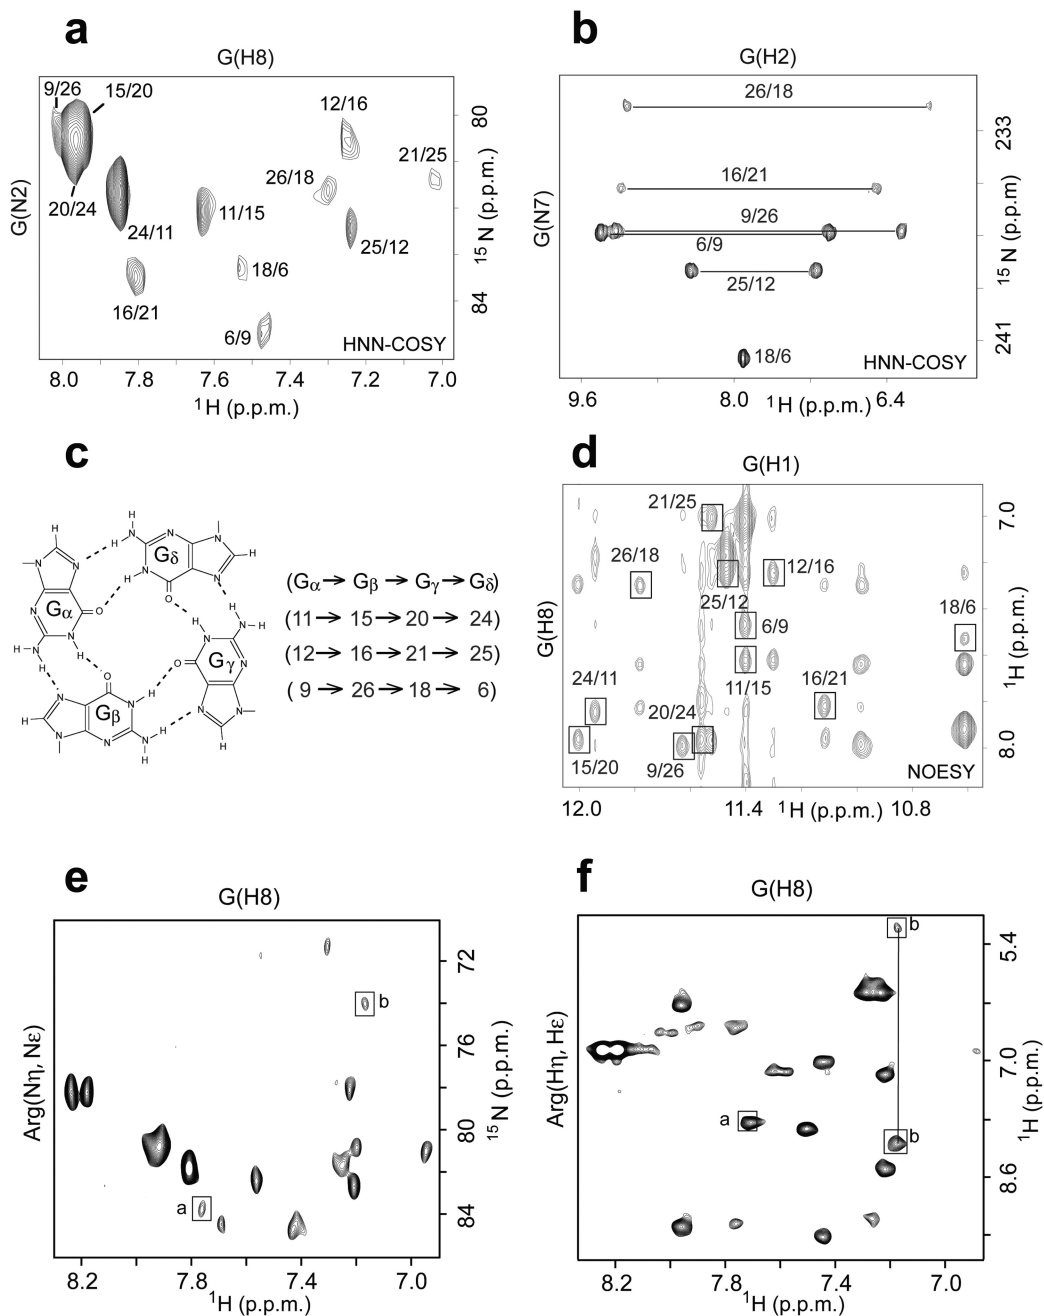 a
G(H8)
9/26
15/20
12/16
21/25
26/18
20/24
24/11
11/15
25/12
18/6
16/21
6/9
HNN-COSY
80
84
G(N2)
15 N (p.p.m.)
8.0 7.8 7.6 7.4 7.2 7.0
1H (p.p.m.)
b
G(H2)
26/18
16/21
9/26
6/9
25/12
18/6
HNN-COSY
233
241
G(N7)
15 N (p.p.m)
9.6 8.0 6.4
1H (p.p.m.)
c
H
H
N
N
N
H
N
N
N
H
O
Gδ
N
N
H
N
N
N
O
N
H
N
H
Gα
H
H
N
N
N
N
N
H
O
Gγ
H
N
N
H
O
N
N
N
H
N
H
Gβ
(Gα → Gβ → Gγ → Gδ)
(11 → 15 → 20 → 24)
(12 → 16 → 21 → 25)
( 9 → 26 → 18 → 6)
d
G(H1)
21/25
26/18
12/16
25/12
18/6
6/9
24/11
11/15
16/21
20/24
15/20
9/26
NOESY
7.0
8.0
G(H8)
1H (p.p.m.)
12.0 11.4 10.8
1H (p.p.m.)
e
G(H8)
b
a
72
76
80
84
Arg(Nη, Nε)
15 N (p.p.m.)
8.2 7.8 7.4 7.0
1H (p.p.m.)
f
G(H8)
b
a
b
5.4
7.0
8.6
Arg(Hη, Hε)
1H (p.p.m.)
8.2 7.8 7.4 7.0
1H (p.p.m.)